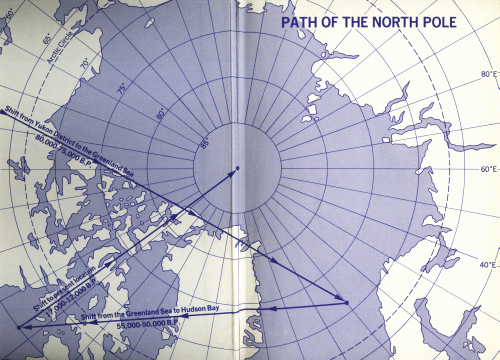 PATH OF THE NORTH POLE
60°
65°
Arctic Circle
70°
75°
80°
85°
80°E
60°E
40°E
Shift from Yukon District to the Greenland Sea
80,000-75,000 B.P.
Shift to present location
17,000-12,000 B.P.
Shift from the Greenland Sea to Hudson Bay
55,000-50,000 B.P.